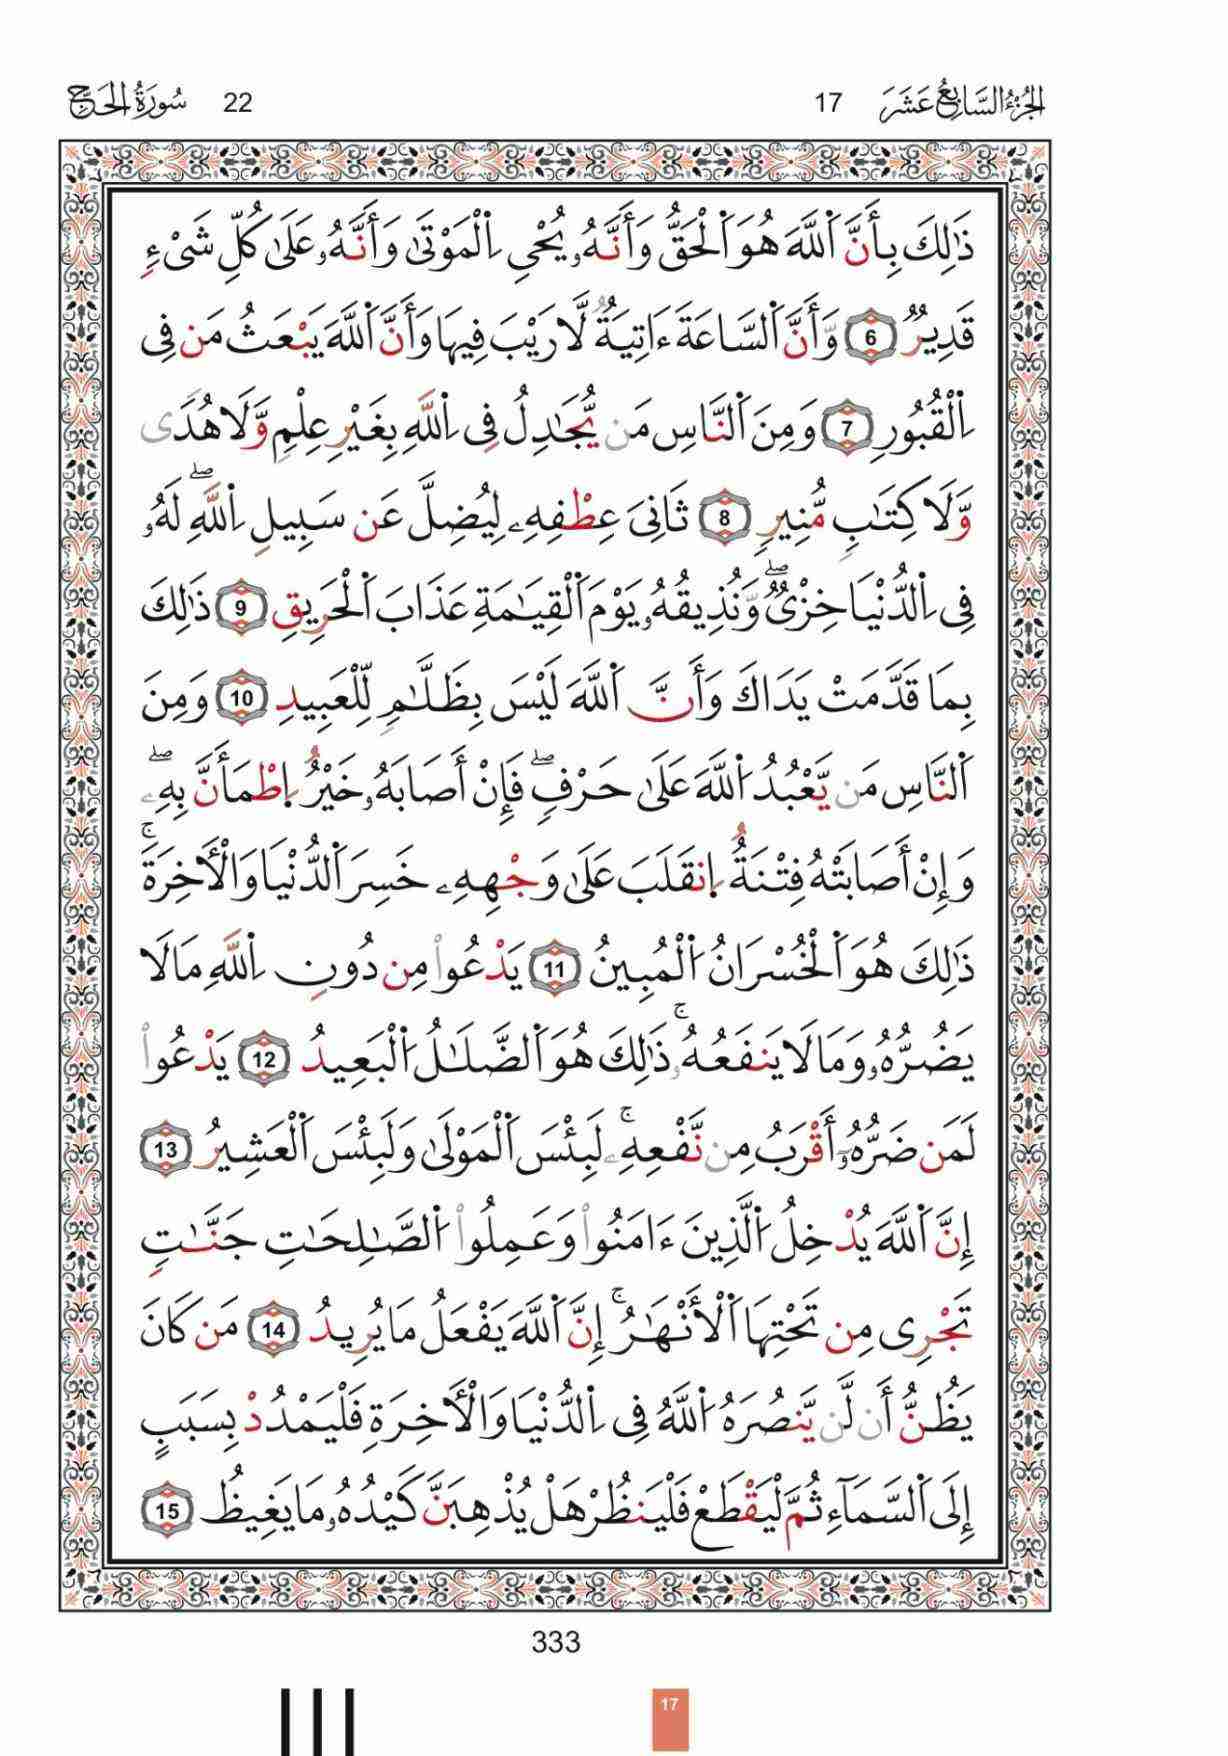 الجُزْءُ السَّابِعُ عَشَرَ 17 22 سُورَةُ الحَجِّ
ذَٰلِكَ بِأَنَّ ٱللَّهَ هُوَ ٱلْحَقُّ وَأَنَّهُۥ يُحْىِ ٱلْمَوْتَىٰ وَأَنَّهُۥ عَلَىٰ كُلِّ شَىْءٍ
قَدِيرٌ 6 وَأَنَّ ٱلسَّاعَةَ ءَاتِيَةٌ لَّا رَيْبَ فِيهَا وَأَنَّ ٱللَّهَ يَبْعَثُ مَن فِى
ٱلْقُبُورِ 7 وَمِنَ ٱلنَّاسِ مَن يُجَٰدِلُ فِى ٱللَّهِ بِغَيْرِ عِلْمٍ وَلَا هُدًى
وَلَا كِتَٰبٍ مُّنِيرٍ 8 ثَانِىَ عِطْفِهِۦ لِيُضِلَّ عَن سَبِيلِ ٱللَّهِ ۖ لَهُۥ
فِى ٱلدُّنْيَا خِزْىٌ ۖ وَنُذِيقُهُۥ يَوْمَ ٱلْقِيَٰمَةِ عَذَابَ ٱلْحَرِيقِ 9 ذَٰلِكَ
بِمَا قَدَّمَتْ يَدَاكَ وَأَنَّ ٱللَّهَ لَيْسَ بِظَلَّٰمٍ لِّلْعَبِيدِ 10 وَمِنَ
ٱلنَّاسِ مَن يَعْبُدُ ٱللَّهَ عَلَىٰ حَرْفٍ ۖ فَإِنْ أَصَابَهُۥ خَيْرٌ ٱطْمَأَنَّ بِهِۦ ۖ
وَإِنْ أَصَابَتْهُ فِتْنَةٌ ٱنقَلَبَ عَلَىٰ وَجْهِهِۦ خَسِرَ ٱلدُّنْيَا وَٱلْأَخِرَةَ ۚ
ذَٰلِكَ هُوَ ٱلْخُسْرَانُ ٱلْمُبِينُ 11 يَدْعُوا۟ مِن دُونِ ٱللَّهِ مَا لَا
يَضُرُّهُۥ وَمَا لَا يَنفَعُهُۥ ۚ ذَٰلِكَ هُوَ ٱلضَّلَٰلُ ٱلْبَعِيدُ 12 يَدْعُوا۟
لَمَن ضَرُّهُۥٓ أَقْرَبُ مِن نَّفْعِهِۦ ۚ لَبِئْسَ ٱلْمَوْلَىٰ وَلَبِئْسَ ٱلْعَشِيرُ 13
إِنَّ ٱللَّهَ يُدْخِلُ ٱلَّذِينَ ءَامَنُوا۟ وَعَمِلُوا۟ ٱلصَّٰلِحَٰتِ جَنَّٰتٍ
تَجْرِى مِن تَحْتِهَا ٱلْأَنْهَٰرُ ۚ إِنَّ ٱللَّهَ يَفْعَلُ مَا يُرِيدُ 14 مَن كَانَ
يَظُنُّ أَن لَّن يَنصُرَهُ ٱللَّهُ فِى ٱلدُّنْيَا وَٱلْأَخِرَةِ فَلْيَمْدُدْ بِسَبَبٍ
إِلَى ٱلسَّمَآءِ ثُمَّ لْيَقْطَعْ فَلْيَنظُرْ هَلْ يُذْهِبَنَّ كَيْدُهُۥ مَا يَغِيظُ 15
333
17